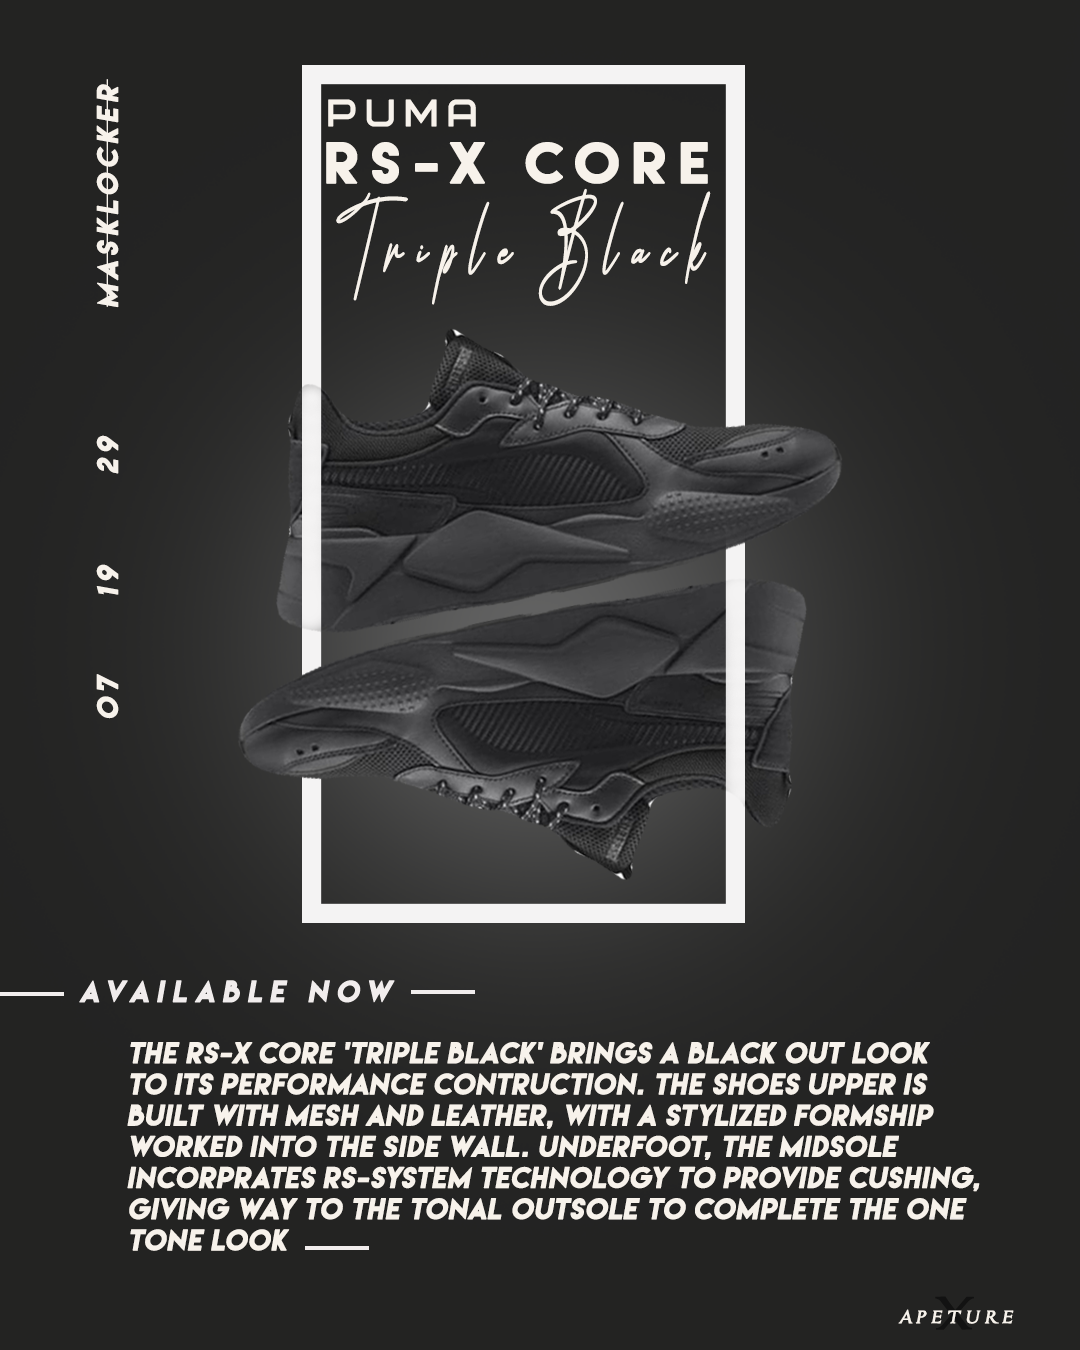 PUMA
RS-X CORE
Triple Black
MASKLOCKER
29
19
07
AVAILABLE NOW
THE RS-X CORE 'TRIPLE BLACK' BRINGS A BLACK OUT LOOK
TO ITS PERFORMANCE CONTRUCTION. THE SHOES UPPER IS
BUILT WITH MESH AND LEATHER, WITH A STYLIZED FORMSHIP
WORKED INTO THE SIDE WALL. UNDERFOOT, THE MIDSOLE
INCORPRATES RS-SYSTEM TECHNOLOGY TO PROVIDE CUSHING,
GIVING WAY TO THE TONAL OUTSOLE TO COMPLETE THE ONE
TONE LOOK
X
APETURE